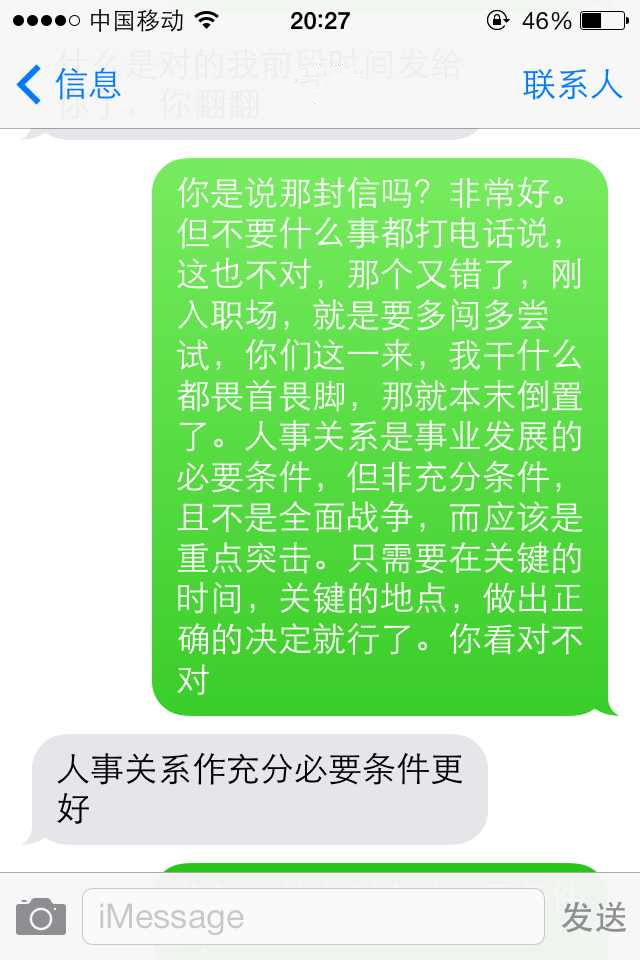 中国移动 20:27 46%
什么是对的我前段时间发给
你了，你翻翻
信息 联系人
你是说那封信吗？非常好。
但不要什么事都打电话说，
这也不对，那个又错了，刚
入职场，就是要多闯多尝
试，你们这一来，我干什么
都畏首畏脚，那就本末倒置
了。人事关系是事业发展的
必要条件，但非充分条件，
且不是全面战争，而应该是
重点突击。只需要在关键的
时间，关键的地点，做出正
确的决定就行了。你看对不
对
人事关系作充分必要条件更
好
iMessage 发送